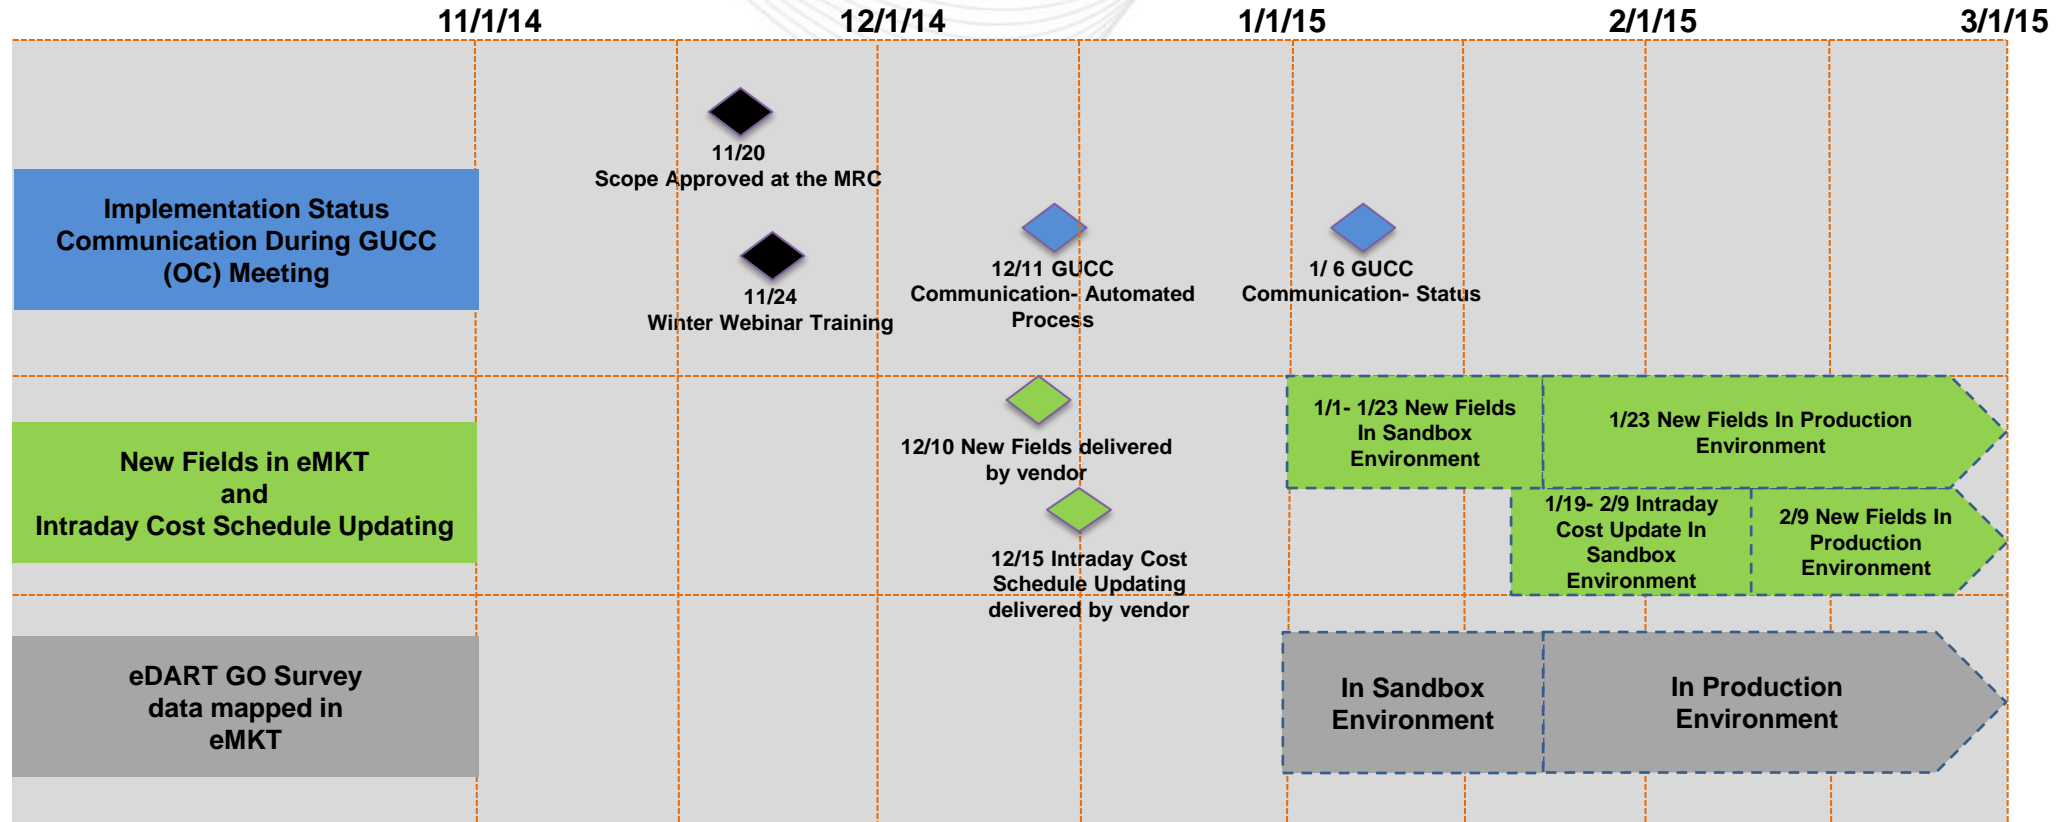 11/1/14
12/1/14
1/1/15
2/1/15
3/1/15
Implementation Status
Communication During GUCC
(OC) Meeting
11/20
Scope Approved at the MRC
11/24
Winter Webinar Training
12/11 GUCC
Communication- Automated
Process
1/ 6 GUCC
Communication- Status
New Fields in eMKT
and
Intraday Cost Schedule Updating
12/10 New Fields delivered
by vendor
12/15 Intraday Cost
Schedule Updating
delivered by vendor
1/1- 1/23 New Fields
In Sandbox
Environment
1/23 New Fields In Production
Environment
1/19- 2/9 Intraday
Cost Update In
Sandbox
Environment
2/9 New Fields In
Production
Environment
eDART GO Survey
data mapped in
eMKT
In Sandbox
Environment
In Production
Environment